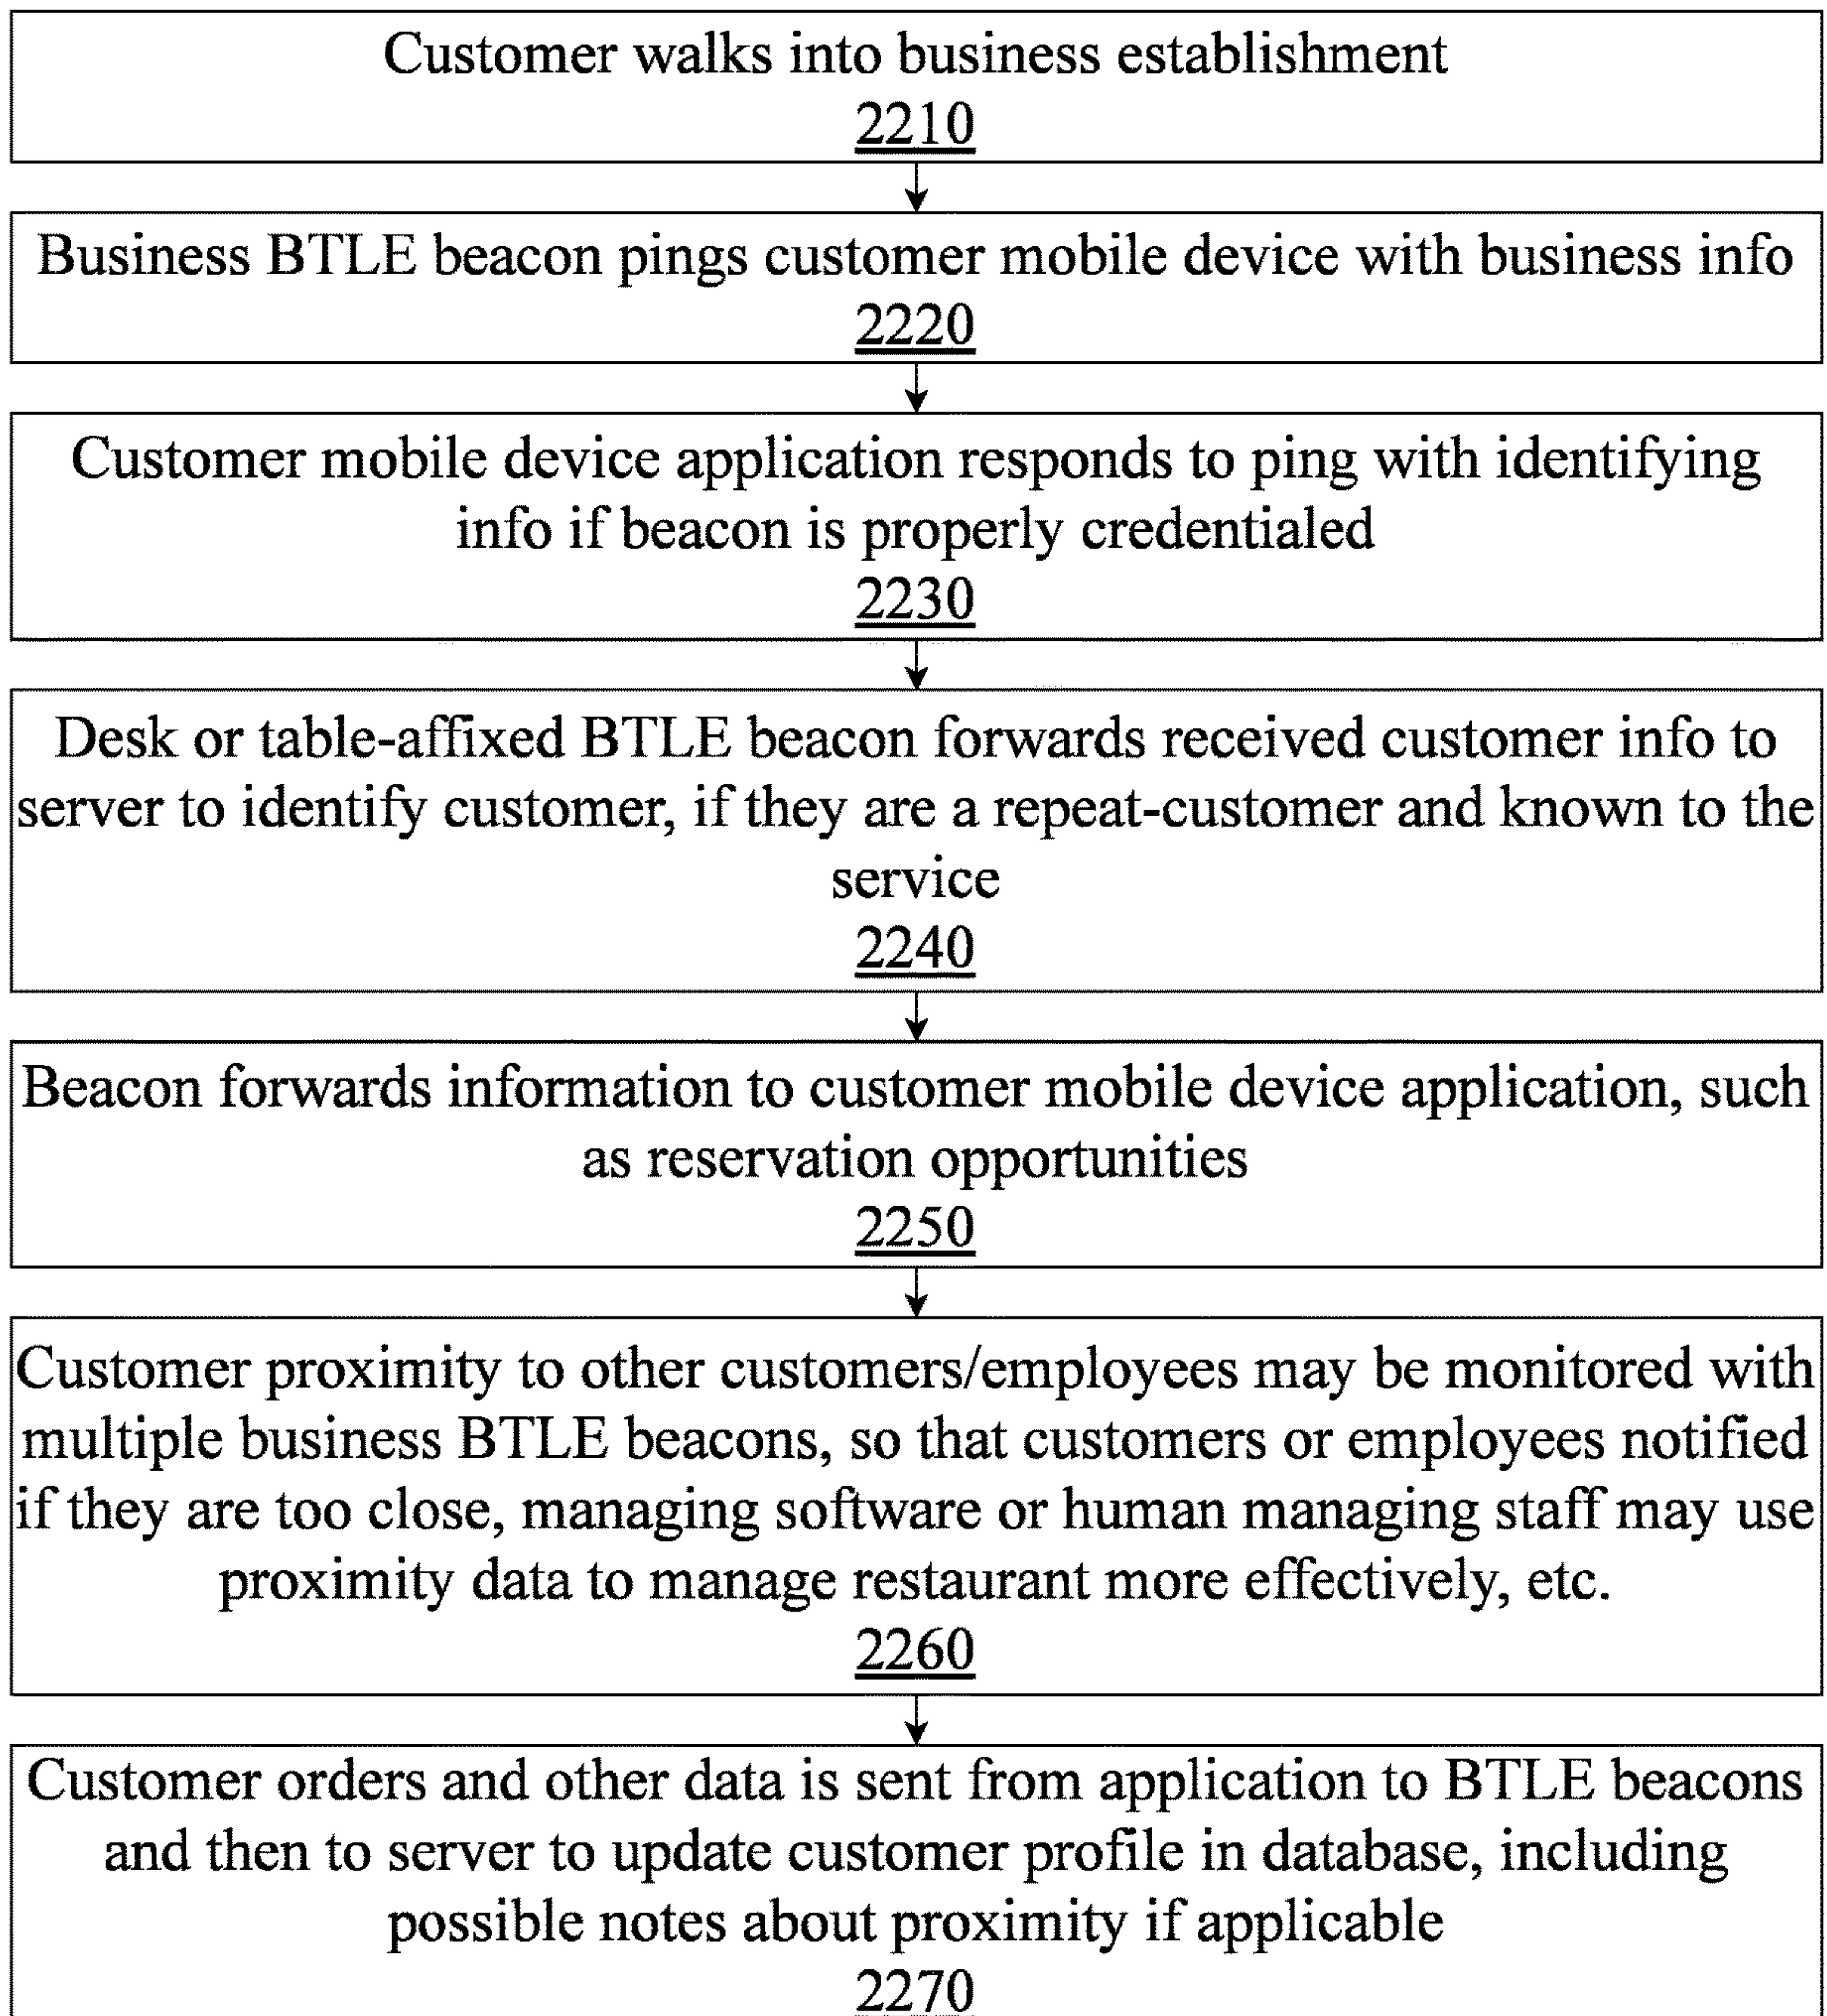 Customer walks into business establishment
2210
Business BTLE beacon pings customer mobile device with business info
2220
Customer mobile device application responds to ping with identifying
info if beacon is properly credentialed
2230
Desk or table-affixed BTLE beacon forwards received customer info to
server to identify customer, if they are a repeat-customer and known to the
service
2240
Beacon forwards information to customer mobile device application, such
as reservation opportunities
2250
Customer proximity to other customers/employees may be monitored with
multiple business BTLE beacons, so that customers or employees notified
if they are too close, managing software or human managing staff may use
proximity data to manage restaurant more effectively, etc.
2260
Customer orders and other data is sent from application to BTLE beacons
and then to server to update customer profile in database, including
possible notes about proximity if applicable
2270